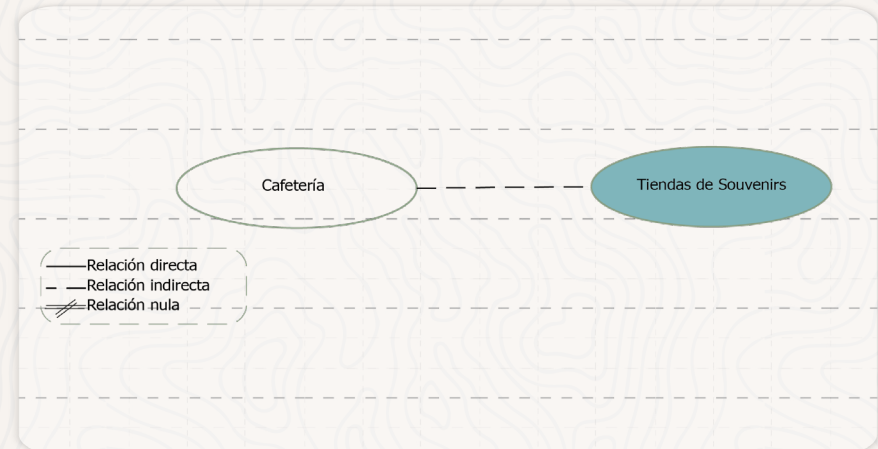 Cafetería
Tiendas de Souvenirs
Relación directa
Relación indirecta
Relación nula